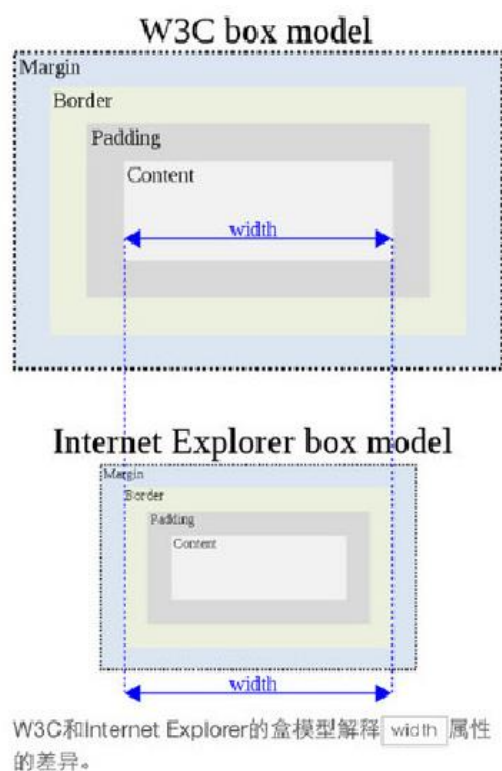 W3C box model
Margin
Border
Padding
Content
width
Internet Explorer box model
Margin
Border
Padding
Content
width
W3C和Internet Explorer的盒模型解释 width 属性
的差异。